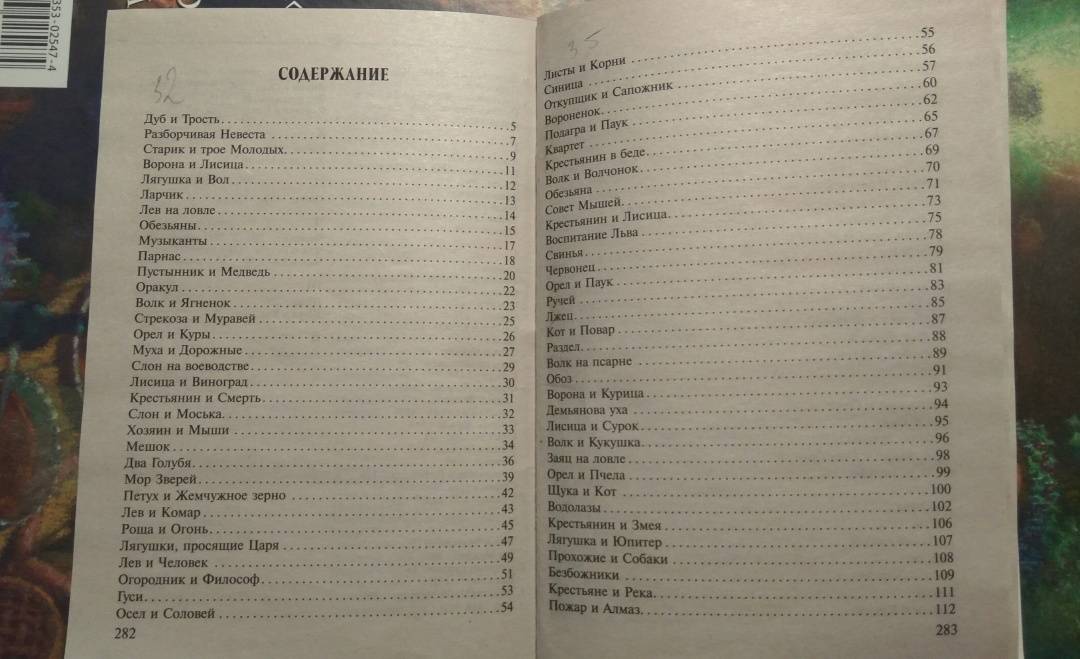 353-02547-4
СОДЕРЖАНИЕ
32
Дуб и Трость 5
Разборчивая Невеста 7
Старик и трое Молодых 9
Ворона и Лисица 11
Лягушка и Вол 12
Ларчик 13
Лев на ловле 14
Обезьяны 15
Музыканты 17
Парнас 18
Пустынник и Медведь 20
Оракул 22
Волк и Ягненок 23
Стрекоза и Муравей 25
Орел и Куры 26
Муха и Дорожные 27
Слон на воеводстве 29
Лисица и Виноград 30
Крестьянин и Смерть 31
Слон и Моська 32
Хозяин и Мыши 33
Мешок 34
Два Голубя 36
Мор Зверей 39
Петух и Жемчужное зерно 42
Лев и Комар 43
Роща и Огонь 45
Лягушки, просящие Царя 47
Лев и Человек 49
Огородник и Философ 51
Гуси 53
Осел и Соловей 54
282
35
Листы и Корни 55
Синица 56
Откупщик и Сапожник 57
Вороненок 60
Подагра и Паук 62
Квартет 65
Крестьянин в беде 67
Волк и Волчонок 69
Обезьяна 70
Совет Мышей 71
Крестьянин и Лисица 73
Воспитание Льва 75
Свинья 78
Червонец 79
Орел и Паук 81
Ручей 83
Лжец 85
Кот и Повар 87
Раздел 88
Волк на псарне 89
Обоз 91
Ворона и Курица 93
Демьянова уха 94
Лисица и Сурок 95
Волк и Кукушка 96
Заяц на ловле 98
Орел и Пчела 99
Щука и Кот 100
Водолазы 102
Крестьянин и Змея 106
Лягушка и Юпитер 107
Прохожие и Собаки 108
Безбожники 109
Крестьяне и Река 111
Пожар и Алмаз 112
283